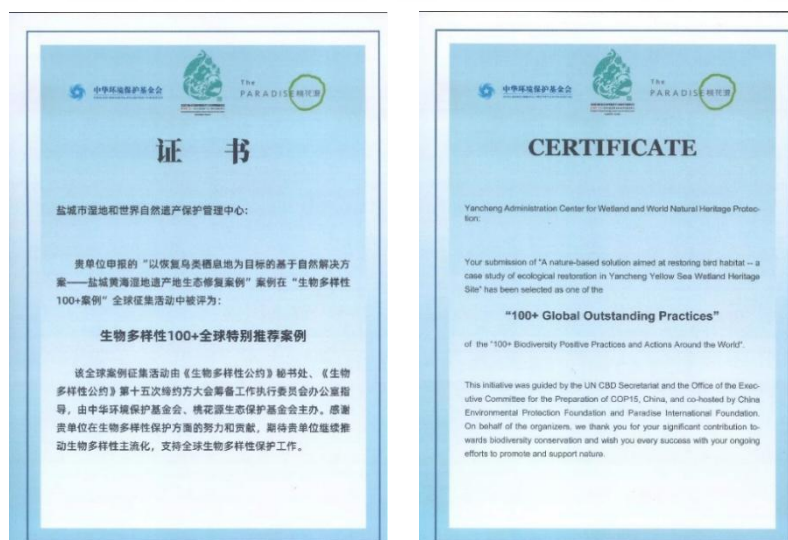 中华环境保护基金会
The
PARADISE 桃花源
证 书
盐城市湿地和世界自然遗产保护管理中心：
贵单位申报的“以恢复鸟类栖息地为目标的基于自然解决方
案——盐城黄海湿地遗产地生态修复案例”案例在“生物多样性
100+案例”全球征集活动中被评为：
生物多样性100+全球特别推荐案例
该全球案例征集活动由《生物多样性公约》秘书处、《生物
多样性公约》第十五次缔约方大会筹备工作执行委员会办公室指
导，由中华环境保护基金会、桃花源生态保护基金会主办。感谢
贵单位在生物多样性保护方面的努力和贡献，期待贵单位继续推
动生物多样性主流化，支持全球生物多样性保护工作。
中华环境保护基金会
The
PARADISE 桃花源
CERTIFICATE
Yancheng Administration Center for Wetland and World Natural Heritage Protec-
tion:
Your submission of "A nature-based solution aimed at restoring bird habitat -- a
case study of ecological restoration in Yancheng Yellow Sea Wetland Heritage
Site" has been selected as one of the
“100+ Global Outstanding Practices”
of the "100+ Biodiversity Positive Practices and Actions Around the World".
This initiative was guided by the UN CBD Secretariat and the Office of the Exec-
utive Committee for the Preparation of COP15, China, and co-hosted by China
Environmental Protection Foundation and Paradise International Foundation.
On behalf of the organizers, we thank you for your significant contribution to-
wards biodiversity conservation and wish you every success with your ongoing
efforts to promote and support nature.